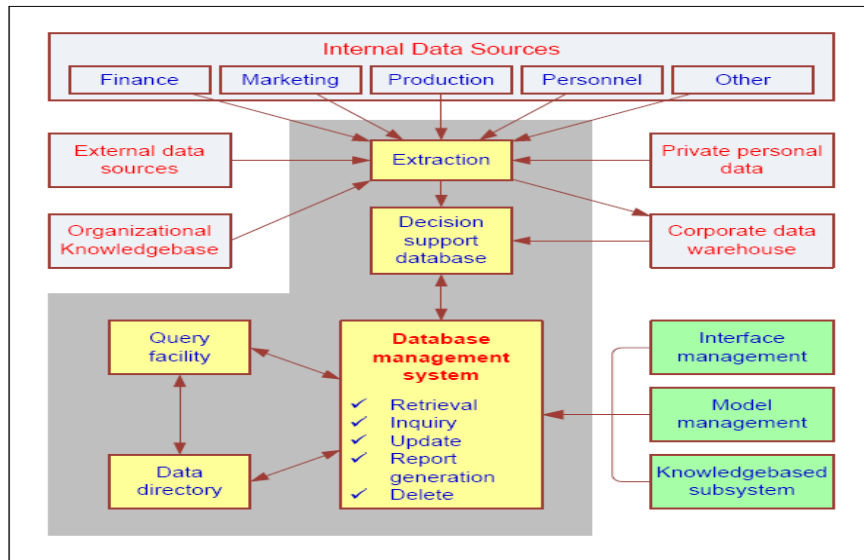 Internal Data Sources
Finance
Marketing
Production
Personnel
Other
External data
sources
Extraction
Private personal
data
Organizational
Knowledgebase
Decision
support
database
Corporate data
warehouse
Query
facility
Database
management
system
✓ Retrieval
✓ Inquiry
✓ Update
✓ Report
generation
✓ Delete
Data
directory
Interface
management
Model
management
Knowledgebased
subsystem